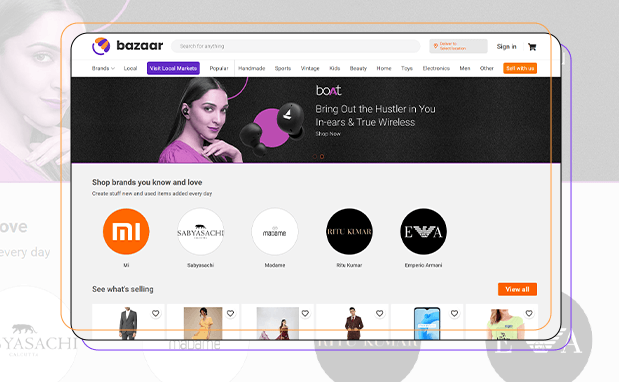 bazaar
Search for anything
Deliver to
Select location
Sign in
Brands
Local
Visit Local Markets
Popular
Handmade
Sports
Vintage
Kids
Beauty
Home
Toys
Electronics
Men
Other
Sell with us
boAt
Bring Out the Hustler in You
In-ears & True Wireless
Shop Now
Shop brands you know and love
Create stuff new and used items added every day
mi
SABYASACHI
madame
RITU KUMAR
E A
Mi
Sabyasachi
Madame
Ritu Kumar
Emperio Armani
See what's selling
View all
ove
every day
BYASACHI
RITU KUMAR
E A